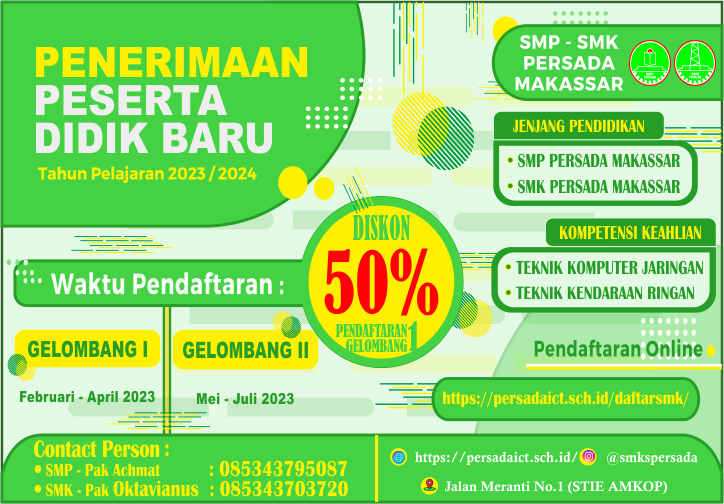 PENERIMAAN
PESERTA
DIDIK BARU
Tahun Pelajaran 2023 / 2024
SMP - SMK
PERSADA
MAKASSAR
JENJANG PENDIDIKAN
• SMP PERSADA MAKASSAR
• SMK PERSADA MAKASSAR
KOMPETENSI KEAHLIAN
• TEKNIK KOMPUTER JARINGAN
• TEKNIK KENDARAAN RINGAN
DISKON
50%
PENDAFTARAN
GELOMBANG 1
Waktu Pendaftaran :
GELOMBANG I
GELOMBANG II
Februari - April 2023
Mei - Juli 2023
Pendaftaran Online
https://persadaict.sch.id/daftarsmk/
Contact Person :
• SMP - Pak Achmat : 085343795087
• SMK - Pak Oktavianus : 085343703720
https://persadaict.sch.id/
@smkspersada
Jalan Meranti No.1 (STIE AMKOP)